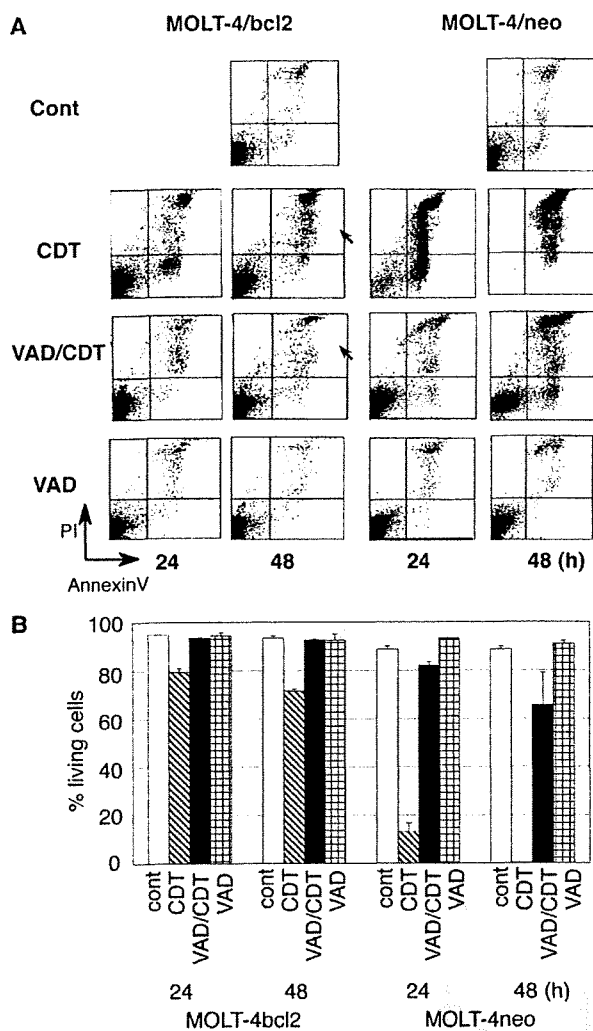 A
MOLT-4/bcl2 MOLT-4/neo
Cont
CDT
VAD/CDT
VAD
PI
AnnexinV
24 48 24 48 (h)
B
% living cells
100
80
60
40
20
0
cont CDT VAD/CDT VAD cont CDT VAD/CDT VAD cont CDT VAD/CDT VAD cont CDT VAD/CDT VAD
24 48 24 48 (h)
MOLT-4bcl2 MOLT-4neo